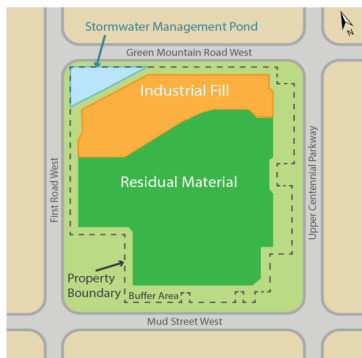 Stormwater Management Pond
N
Green Mountain Road West
Industrial Fill
First Road West
Upper Centennial Parkway
Residual Material
Property
Boundary
Buffer Area
Mud Street West